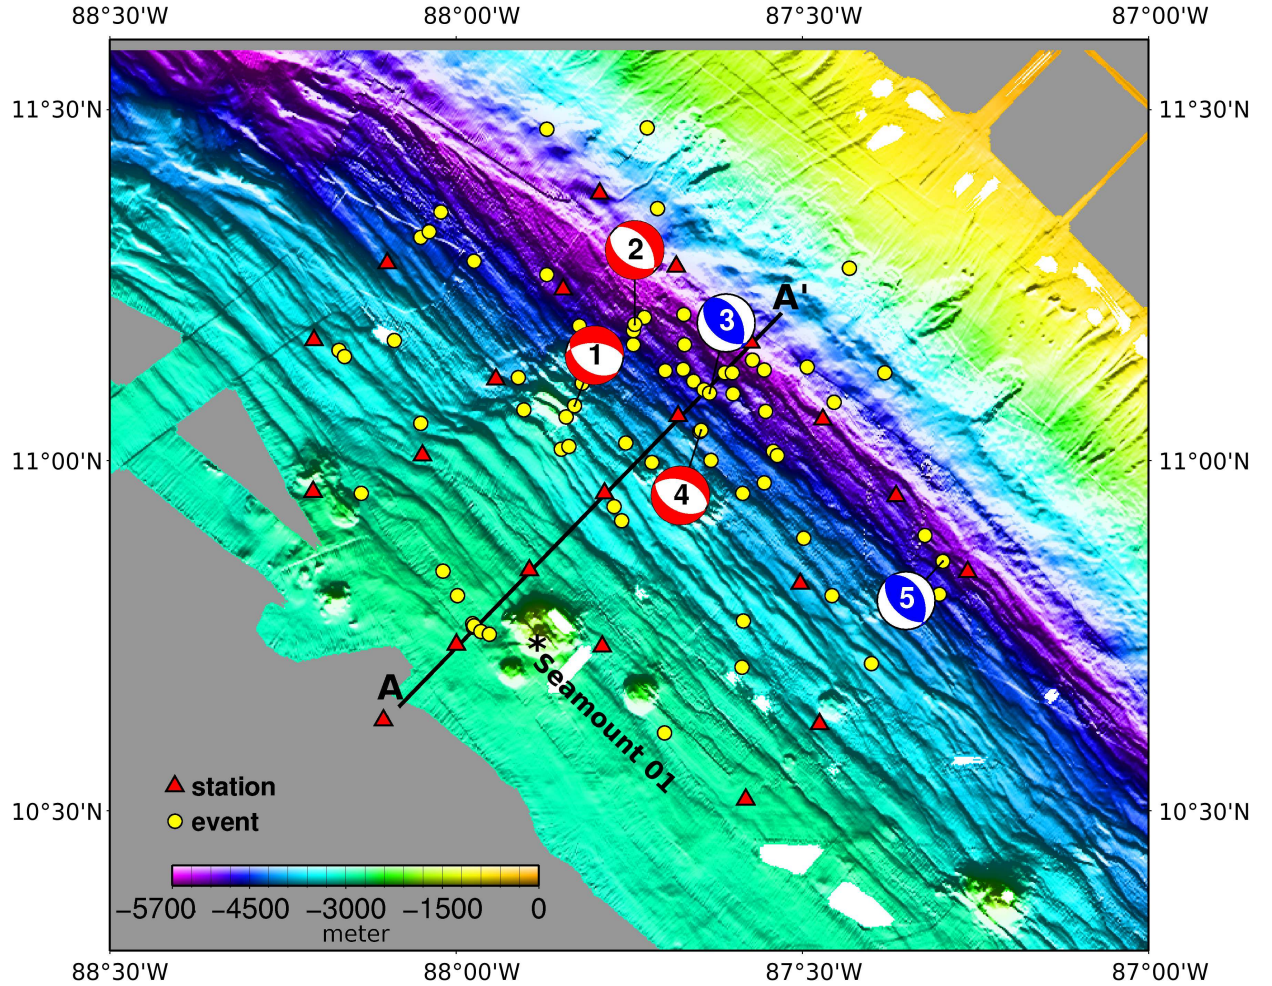 88°30'W 88°00'W 87°30'W 87°00'W
11°30'N 11°30'N
2
A'
3
1
11°00'N 11°00'N
4
5
*
Seamount 01
A
station
10°30'N 10°30'N
event
−5700 −4500 −3000 −1500 0
meter
88°30'W 88°00'W 87°30'W 87°00'W